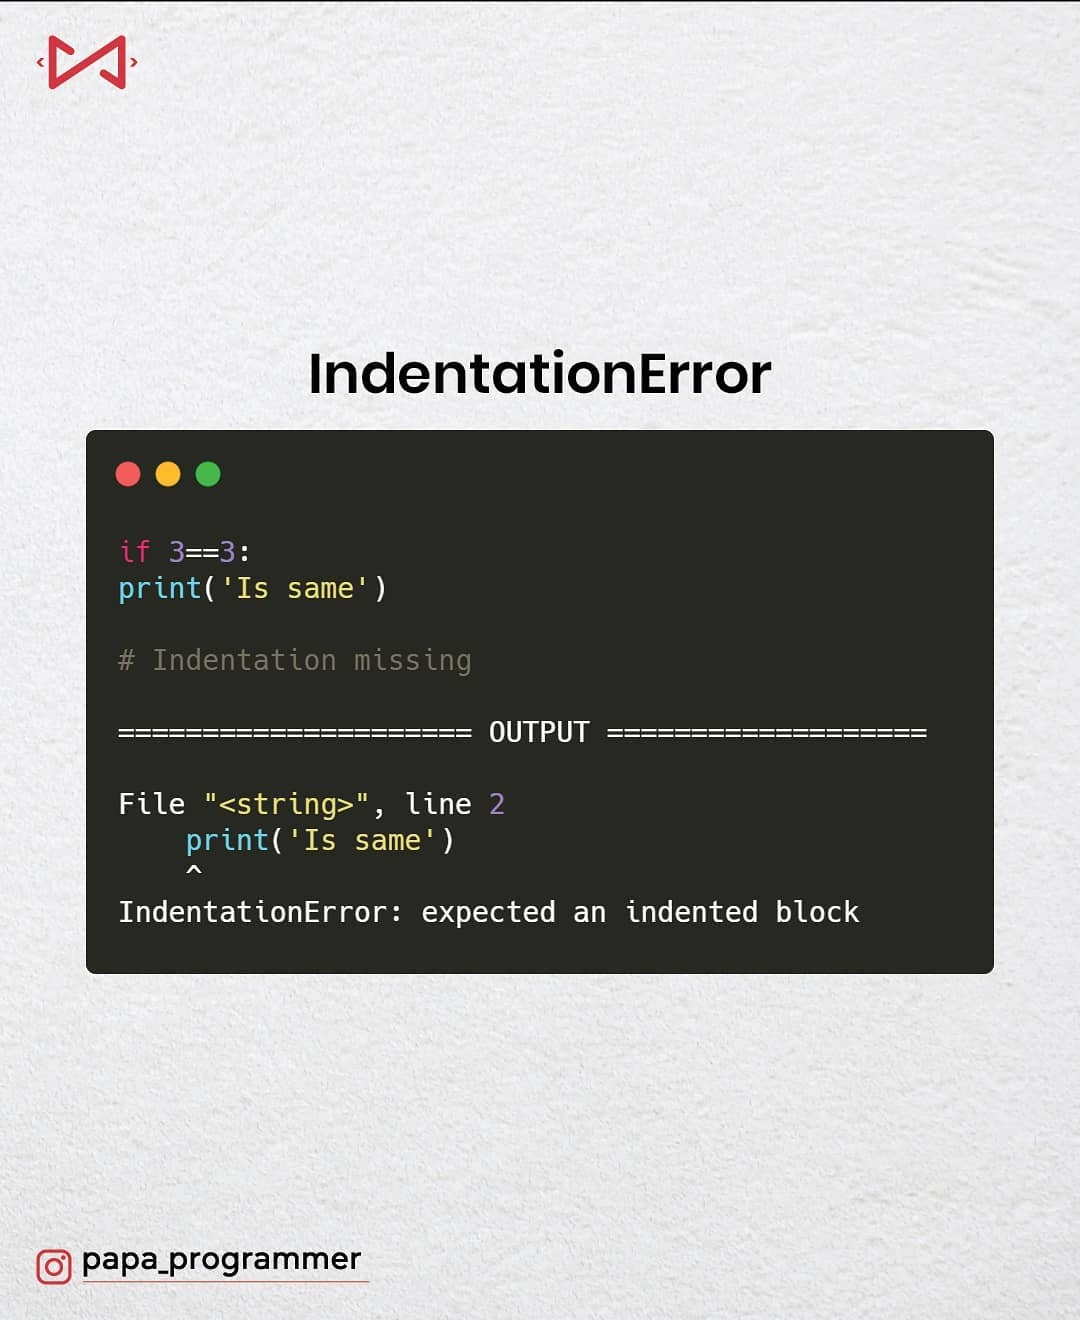 IndentationError
if 3==3:
print('Is same')
# Indentation missing
===================== OUTPUT ===================
File "<string>", line 2
print('Is same')
^
IndentationError: expected an indented block
papa_programmer